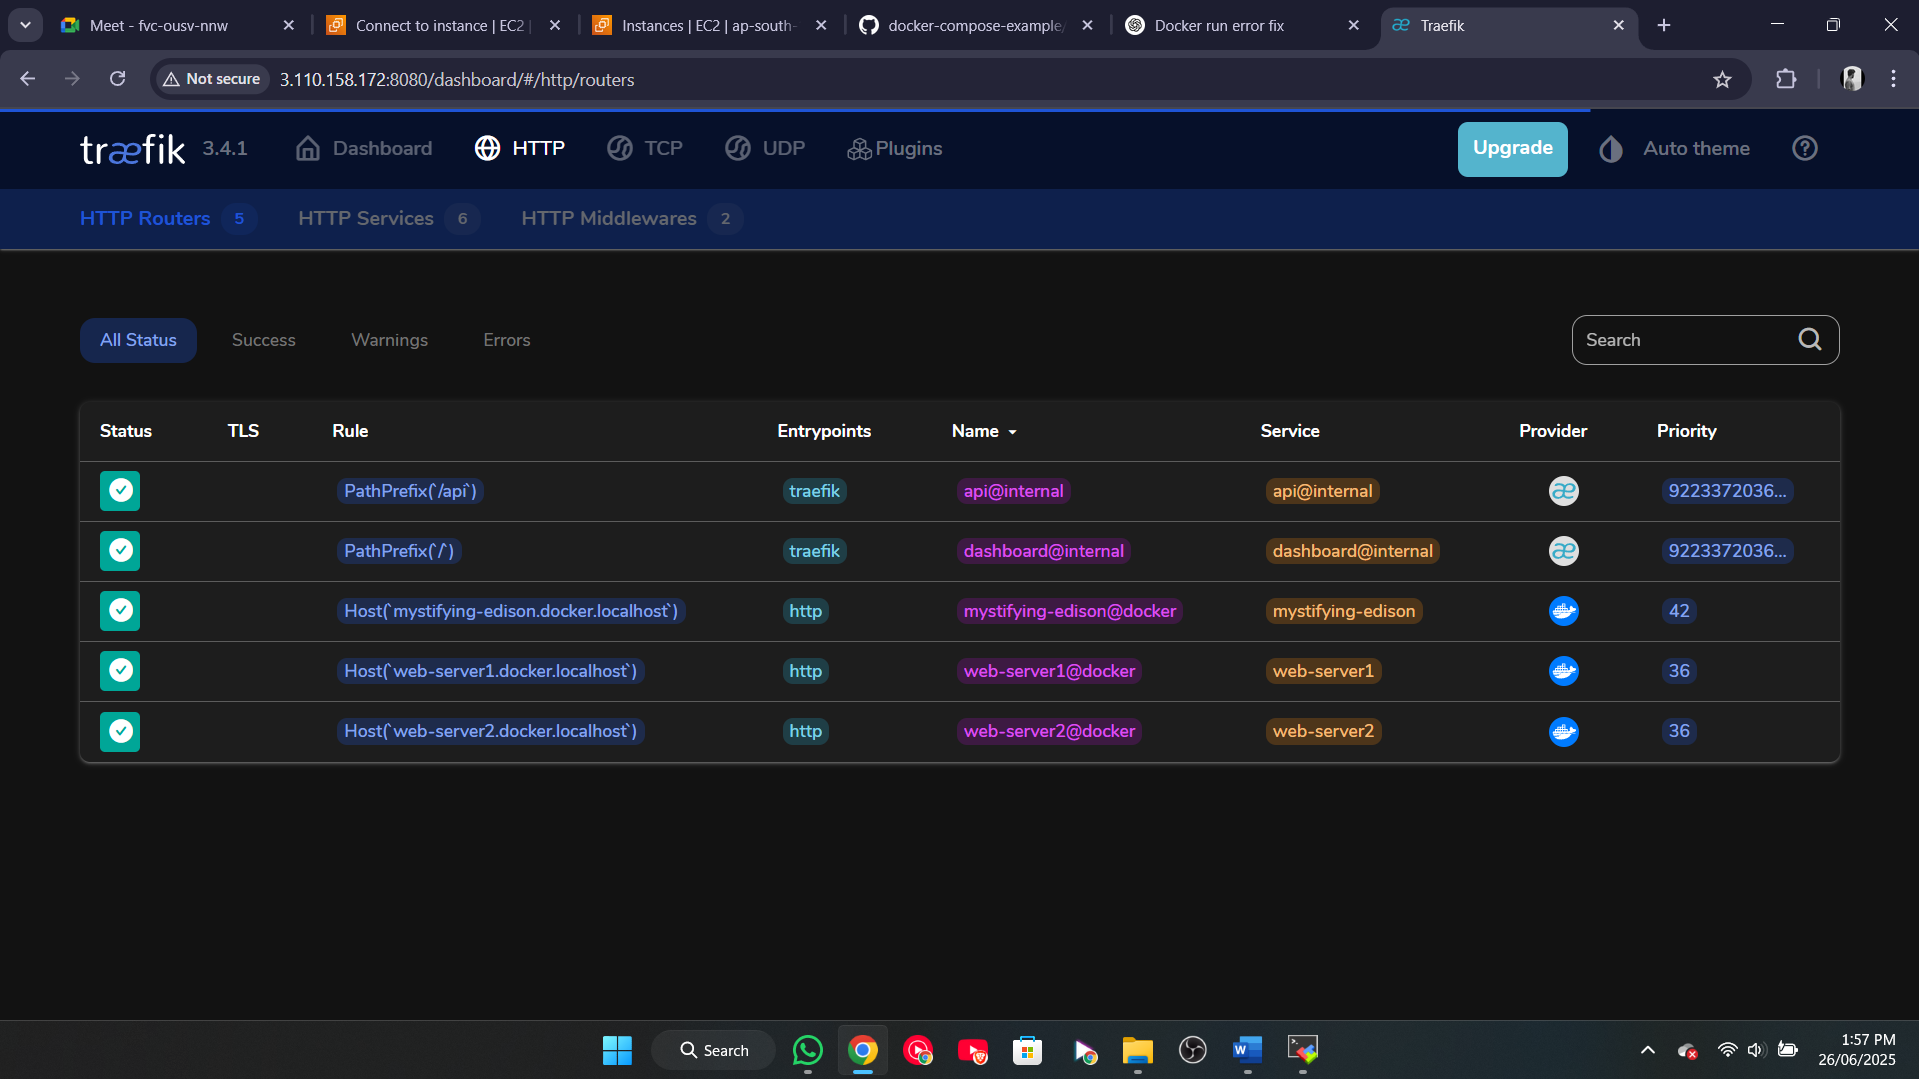 Meet - fvc-ousv-nnw
Connect to instance | EC2 |
Instances | EC2 | ap-south-
docker-compose-example/
Docker run error fix
Traefik
Not secure
3.110.158.172:8080/dashboard/#/http/routers
træfik 3.4.1 Dashboard HTTP TCP UDP Plugins Upgrade Auto theme
HTTP Routers 5 HTTP Services 6 HTTP Middlewares 2
All Status Success Warnings Errors Search
Status TLS Rule Entrypoints Name Service Provider Priority
PathPrefix(`/api`) traefik api@internal api@internal 9223372036...
PathPrefix(`/`) traefik dashboard@internal dashboard@internal 9223372036...
Host(`mystifying-edison.docker.localhost`) http mystifying-edison@docker mystifying-edison 42
Host(`web-server1.docker.localhost`) http web-server1@docker web-server1 36
Host(`web-server2.docker.localhost`) http web-server2@docker web-server2 36
Search
1:57 PM
26/06/2025